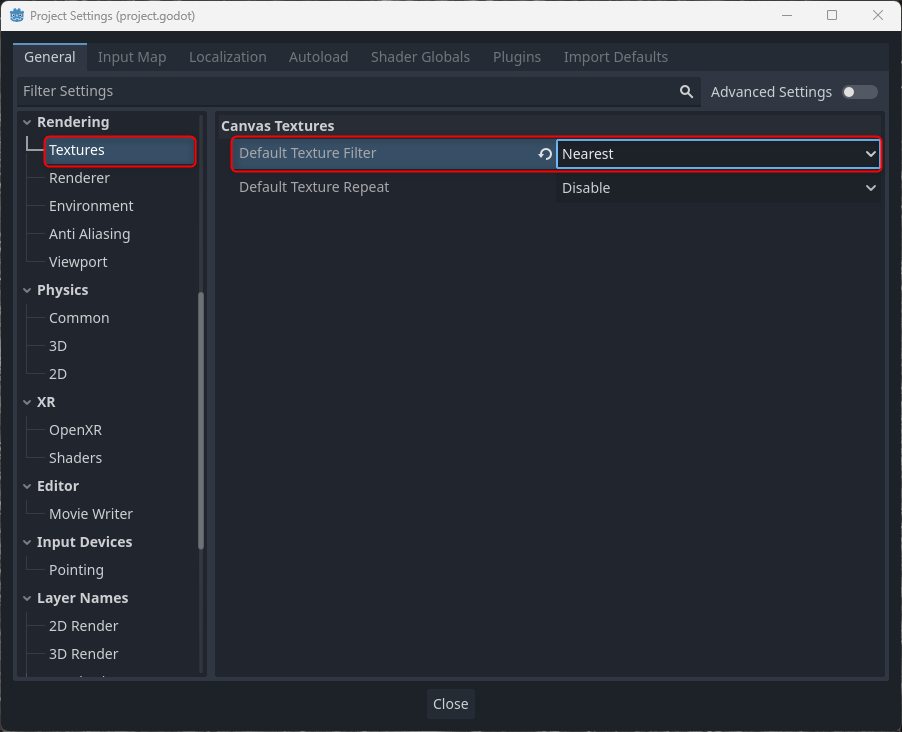 Project Settings (project.godot)
General Input Map Localization Autoload Shader Globals Plugins Import Defaults
Filter Settings
Advanced Settings
Rendering
Textures
Renderer
Environment
Anti Aliasing
Viewport
Physics
Common
3D
2D
XR
OpenXR
Shaders
Editor
Movie Writer
Input Devices
Pointing
Layer Names
2D Render
3D Render
Canvas Textures
Default Texture Filter Nearest
Default Texture Repeat Disable
Close